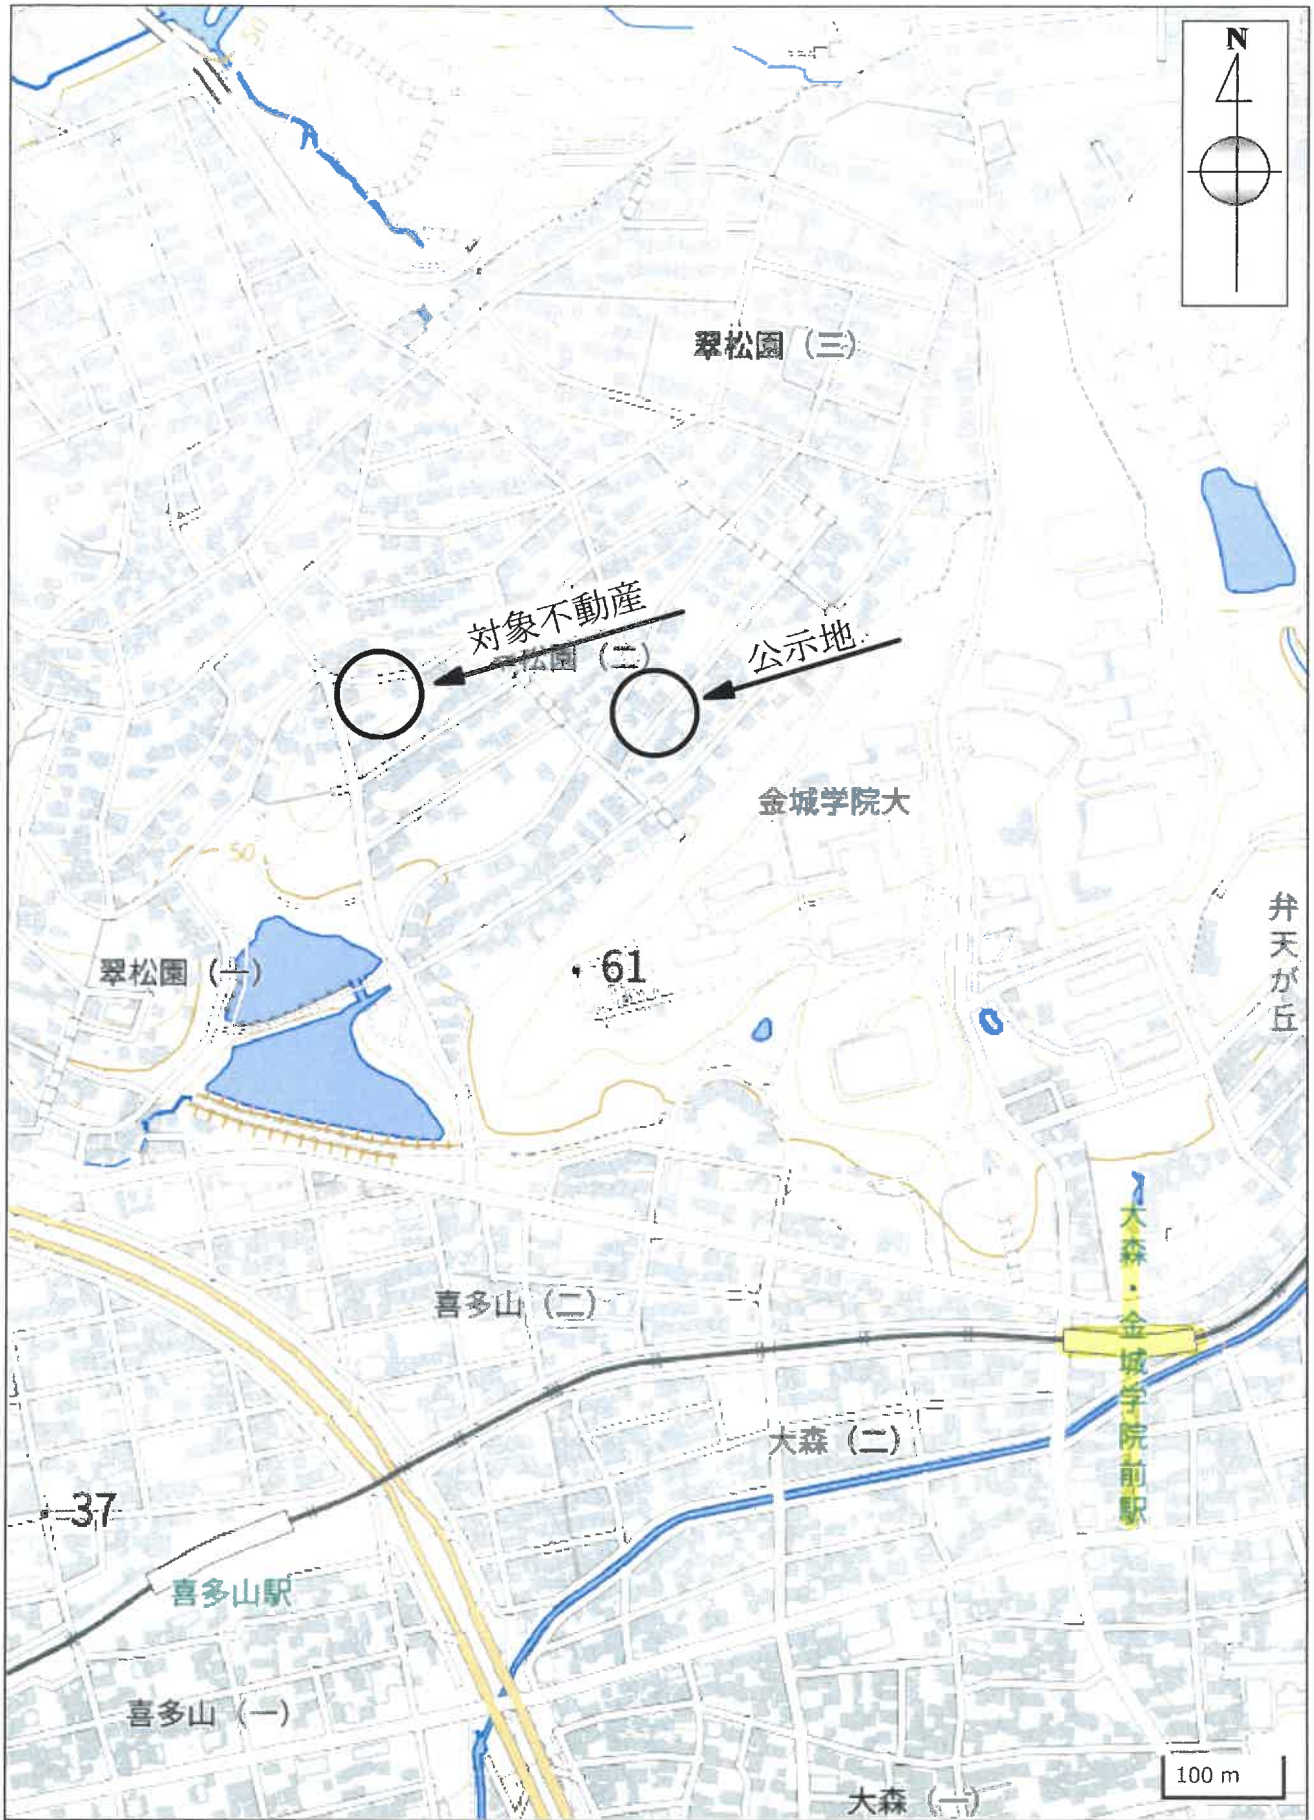 N
50
翠松園 (三)
対象不動産
翠松園 (二)
公示地
金城学院大
50
弁天が丘
翠松園 (一)
61
大森・金城学院前駅
喜多山 (二)
大森 (二)
37
喜多山駅
喜多山 (一)
100 m
大森 (一)